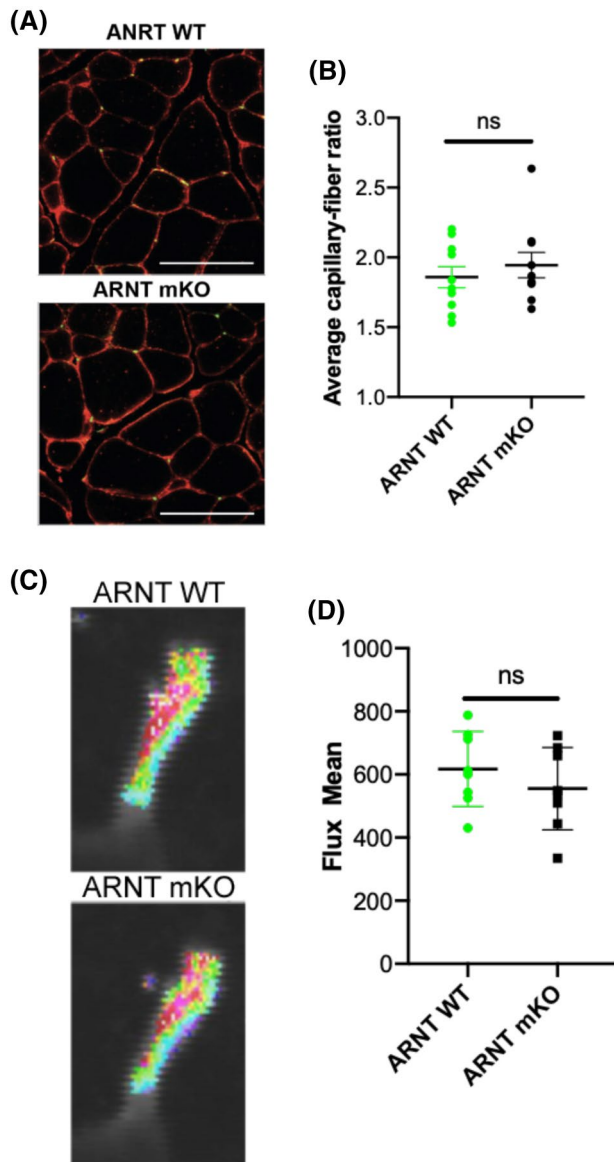 (A)
ANRT WT
ARNT mKO
(B)
ns
Average capillary-fiber ratio
3.0
2.5
2.0
1.5
1.0
ARNT WT
ARNT mKO
(C)
ARNT WT
ARNT mKO
(D)
ns
Flux Mean
1000
800
600
400
200
0
ARNT WT
ARNT mKO